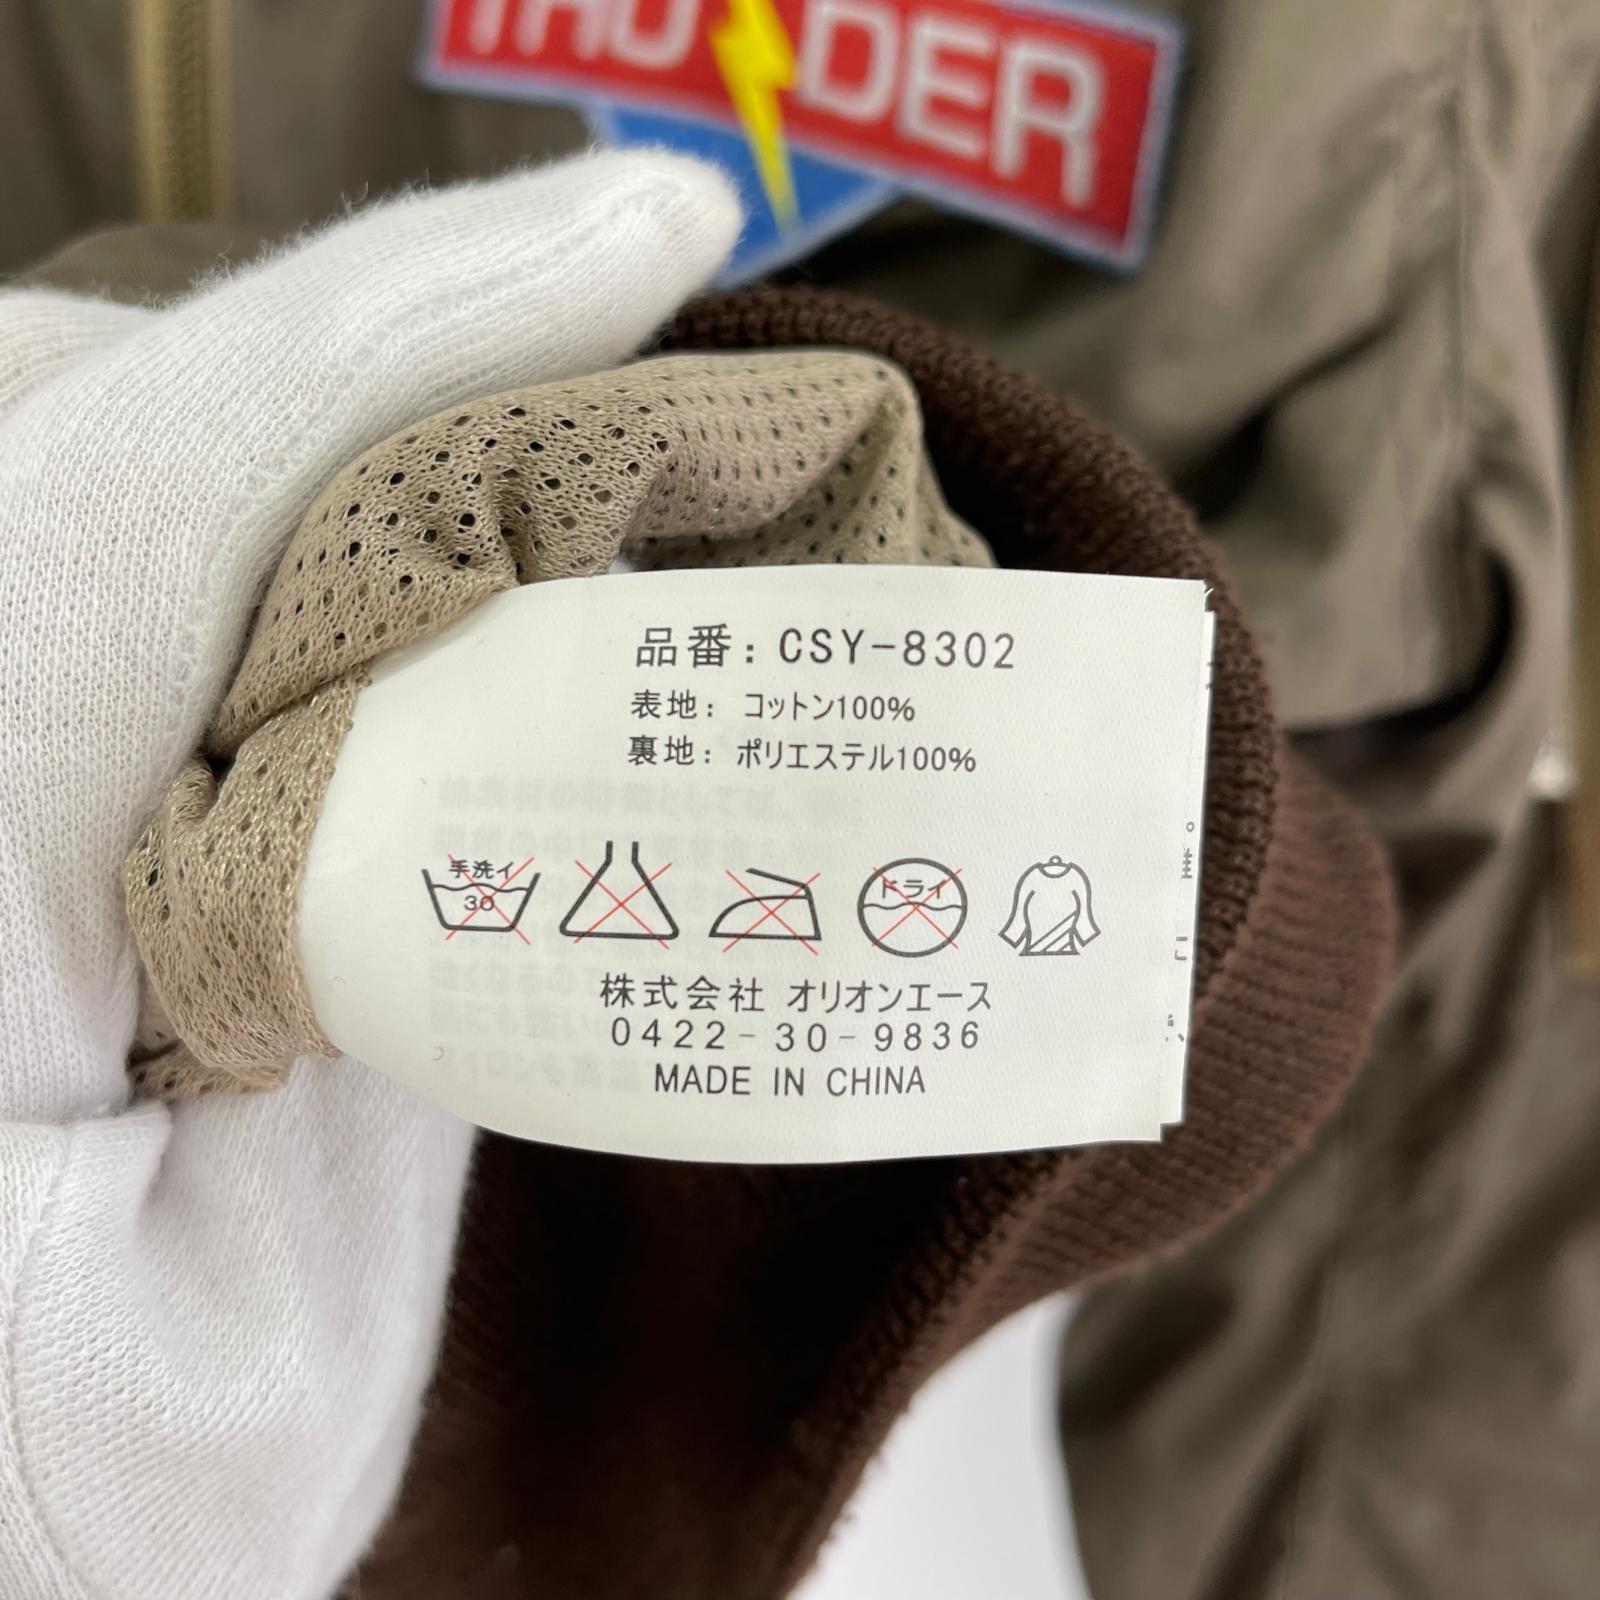 THU DER
品番: CSY-8302
表地: コットン100%
裏地: ポリエステル100%
手洗イ
30
ドライ
株式会社 オリオンエース
0422-30-9836
MADE IN CHINA